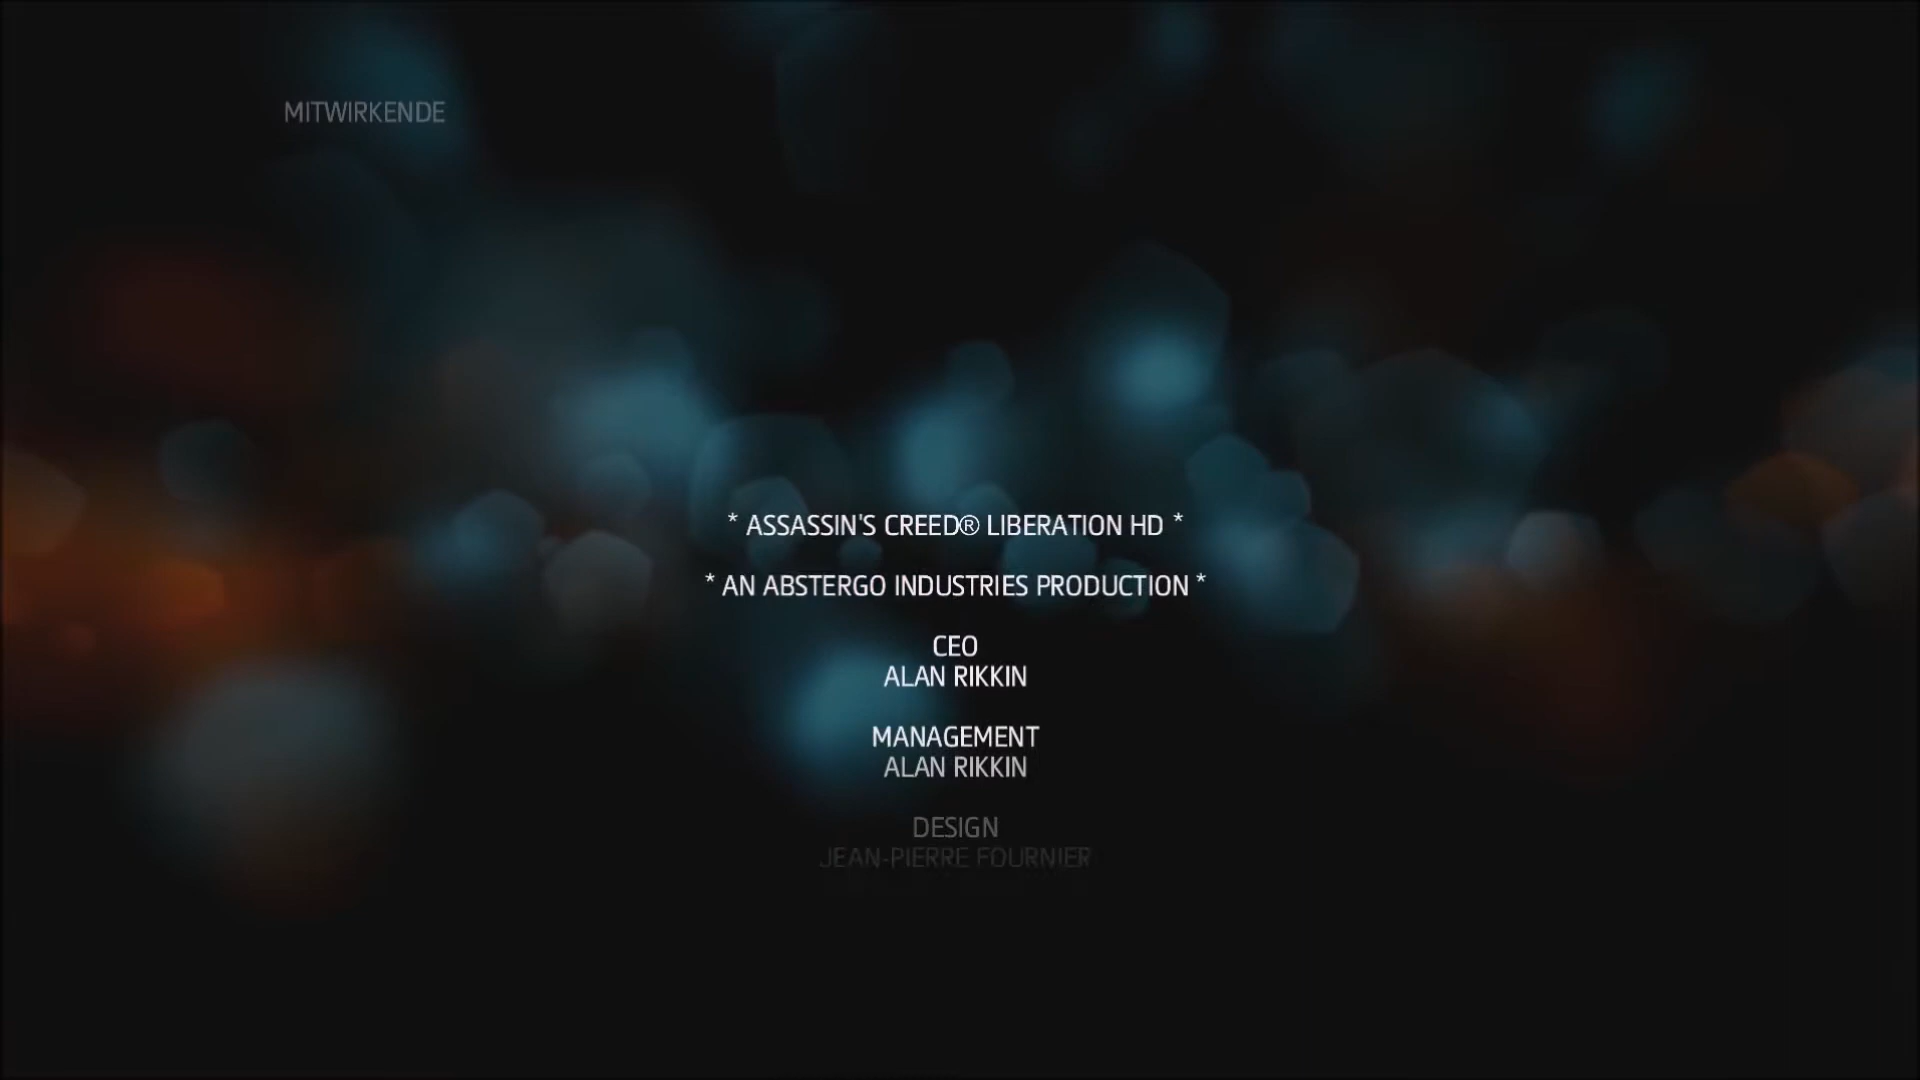 MITWIRKENDE
* ASSASSIN'S CREED® LIBERATION HD *
* AN ABSTERGO INDUSTRIES PRODUCTION *
CEO
ALAN RIKKIN
MANAGEMENT
ALAN RIKKIN
DESIGN
JEAN-PIERRE FOURNIER